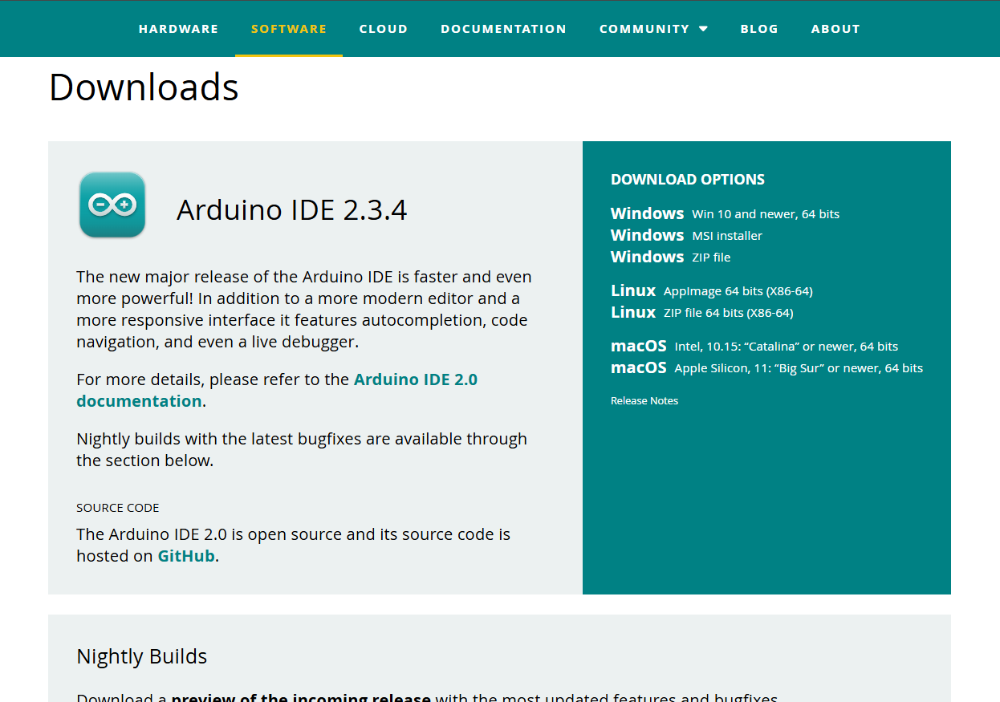 HARDWARE SOFTWARE CLOUD DOCUMENTATION COMMUNITY BLOG ABOUT
Downloads
Arduino IDE 2.3.4
The new major release of the Arduino IDE is faster and even
more powerful! In addition to a more modern editor and a
more responsive interface it features autocompletion, code
navigation, and even a live debugger.
For more details, please refer to the Arduino IDE 2.0
documentation.
Nightly builds with the latest bugfixes are available through
the section below.
SOURCE CODE
The Arduino IDE 2.0 is open source and its source code is
hosted on GitHub.
DOWNLOAD OPTIONS
Windows Win 10 and newer, 64 bits
Windows MSI installer
Windows ZIP file
Linux AppImage 64 bits (X86-64)
Linux ZIP file 64 bits (X86-64)
macOS Intel, 10.15: “Catalina” or newer, 64 bits
macOS Apple Silicon, 11: “Big Sur” or newer, 64 bits
Release Notes
Nightly Builds
Download a preview of the incoming release with the most updated features and bugfixes.